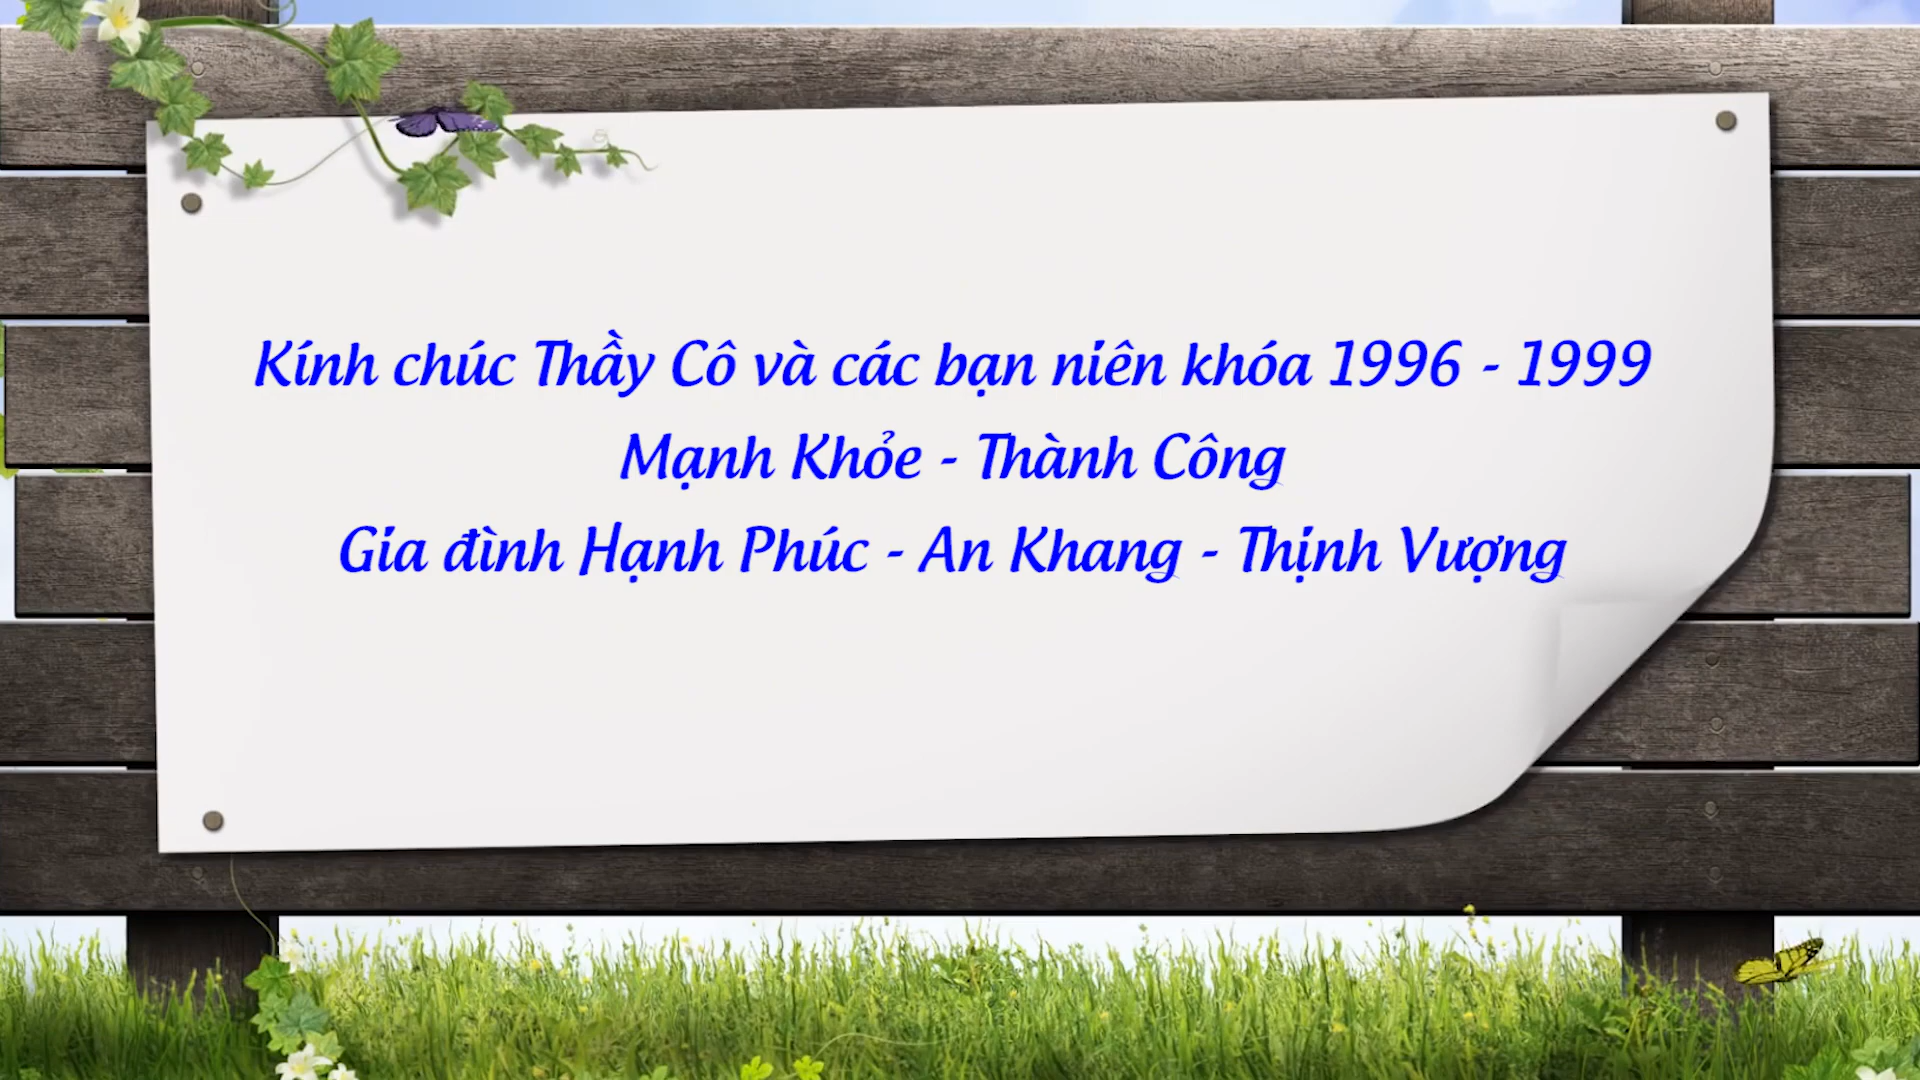 Kính chúc Thầy Cô và các bạn niên khóa 1996 - 1999
Mạnh Khỏe - Thành Công
Gia đình Hạnh Phúc - An Khang - Thịnh Vượng